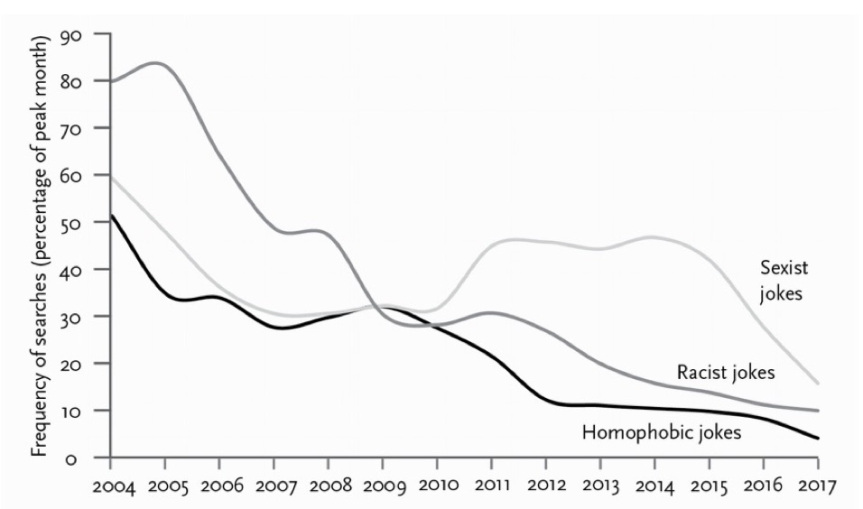 Frequency of searches (percentage of peak month)
90
80
70
60
50
40
30
20
10
0
Sexist
jokes
Racist jokes
Homophobic jokes
2004 2005 2006 2007 2008 2009 2010 2011 2012 2013 2014 2015 2016 2017